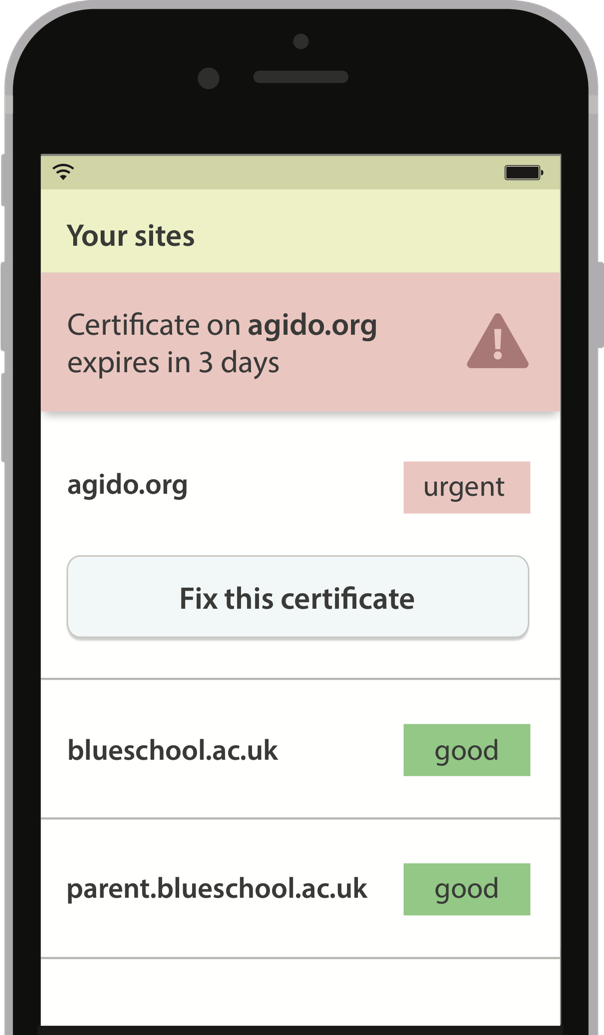 Your sites
Certificate on agido.org
expires in 3 days
agido.org
urgent
Fix this certificate
blueschool.ac.uk
good
parent.blueschool.ac.uk
good